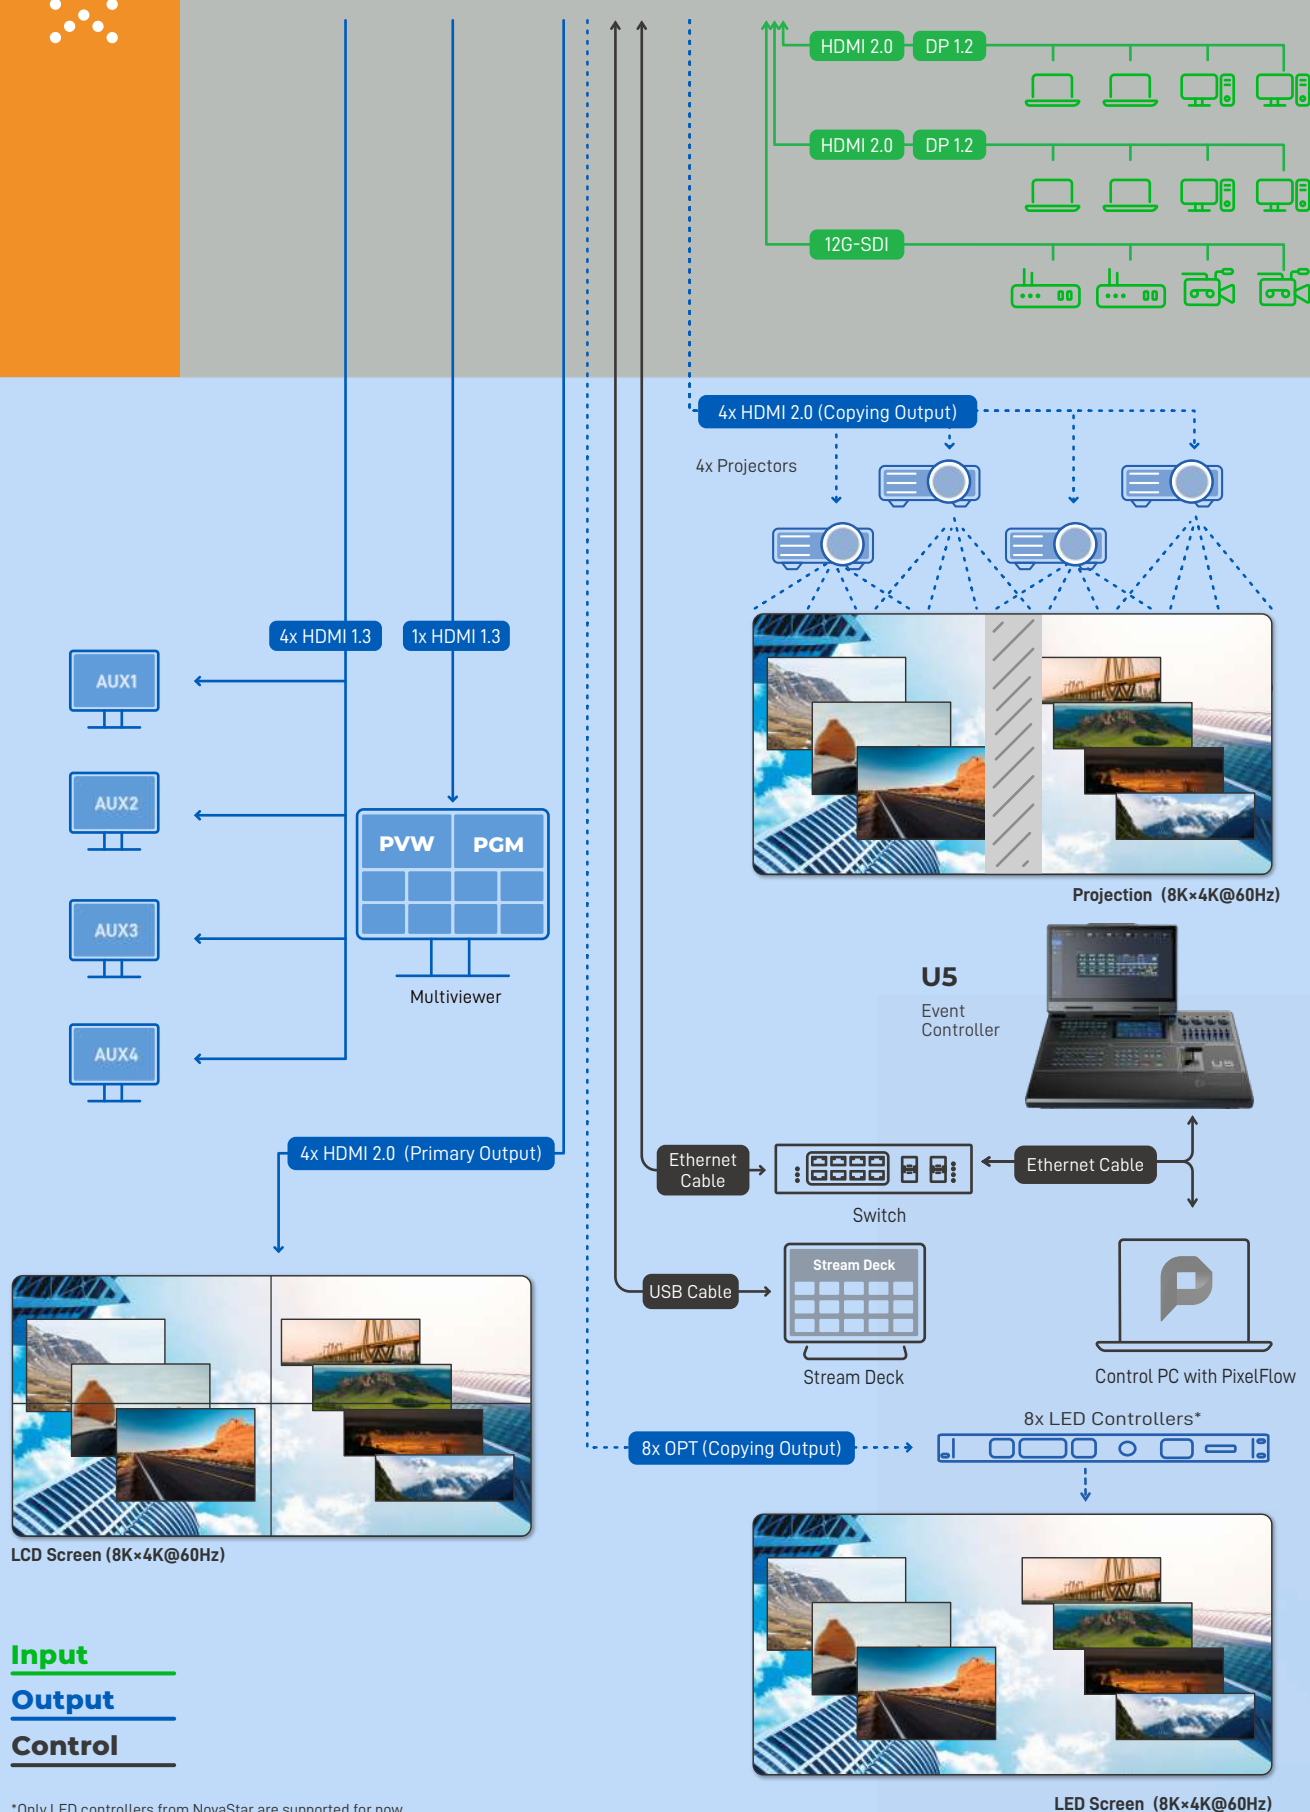 HDMI 2.0 DP 1.2
HDMI 2.0 DP 1.2
12G-SDI
4x HDMI 2.0 (Copying Output)
4x Projectors
4x HDMI 1.3 1x HDMI 1.3
AUX1
AUX2
AUX3
AUX4
PVW PGM
Multiviewer
Projection (8K×4K@60Hz)
U5
Event
Controller
U5
4x HDMI 2.0 (Primary Output)
Ethernet
Cable
Ethernet Cable
Switch
Stream Deck
USB Cable
Stream Deck
Control PC with PixelFlow
8x LED Controllers*
8x OPT (Copying Output)
LCD Screen (8K×4K@60Hz)
Input
Output
Control
*Only LED controllers from NovaStar are supported for now
LED Screen (8K×4K@60Hz)